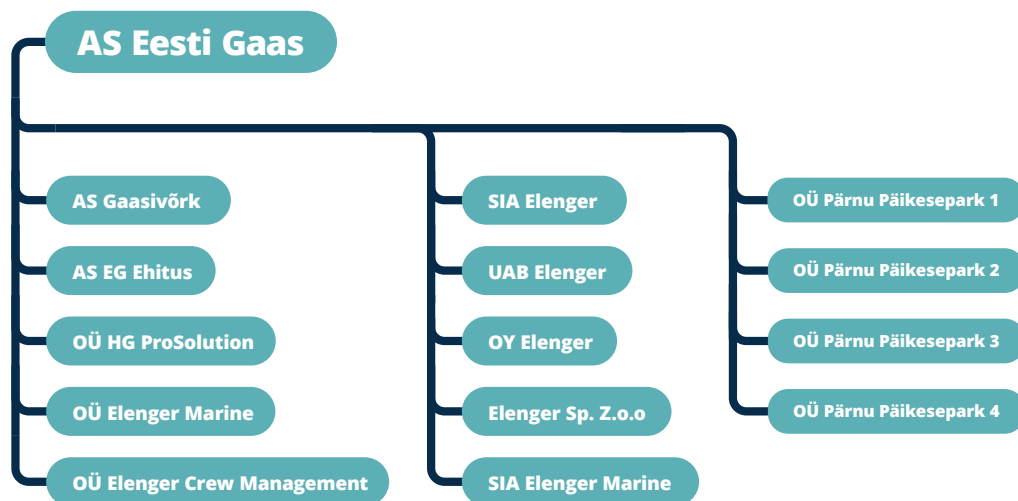 AS Eesti Gaas
AS Gaasivõrk
AS EG Ehitus
OÜ HG ProSolution
OÜ Elenger Marine
OÜ Elenger Crew Management
SIA Elenger
UAB Elenger
OY Elenger
Elenger Sp. Z.o.o
SIA Elenger Marine
OÜ Pärnu Päikesepark 1
OÜ Pärnu Päikesepark 2
OÜ Pärnu Päikesepark 3
OÜ Pärnu Päikesepark 4